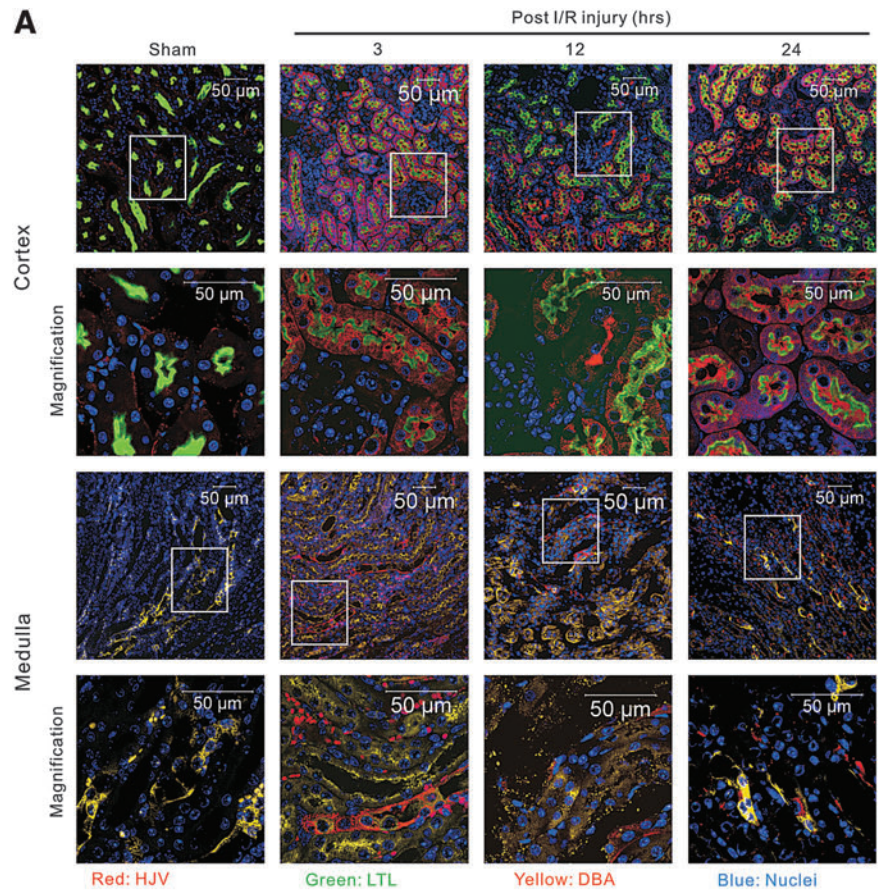 A
Post I/R injury (hrs)
Sham 3 12 24
Cortex
50 µm 50 µm 50 µm 50 µm
Magnification
50 µm 50 µm 50 µm 50 µm
Medulla
50 µm 50 µm 50 µm 50 µm
Magnification
50 µm 50 µm 50 µm 50 µm
Red: HJV Green: LTL Yellow: DBA Blue: Nuclei